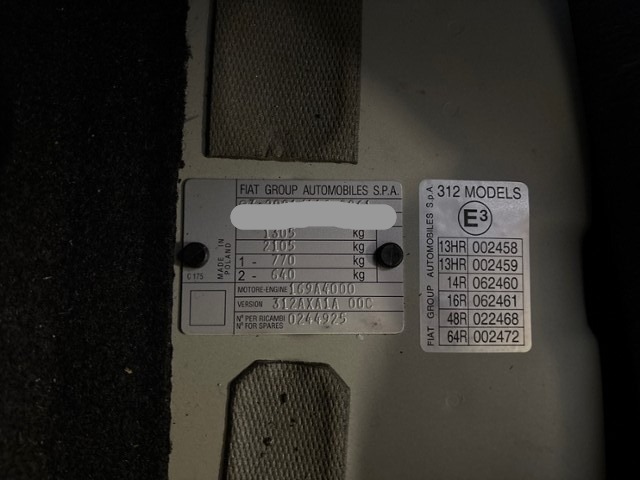 FIAT GROUP AUTOMOBILES S.P.A.
1305 kg
2105 kg
1 - 770 kg
2 - 640 kg
MADE IN POLAND
C 175
MOTORE-ENGINE 169A4000
VERSION 312AXA1A 00C
N° PER RICAMBI
N° FOR SPARES 0244925
FIAT GROUP AUTOMOBILES S.p.A.
312 MODELS
E3
13HR 002458
13HR 002459
14R 062460
16R 062461
48R 022468
64R 002472